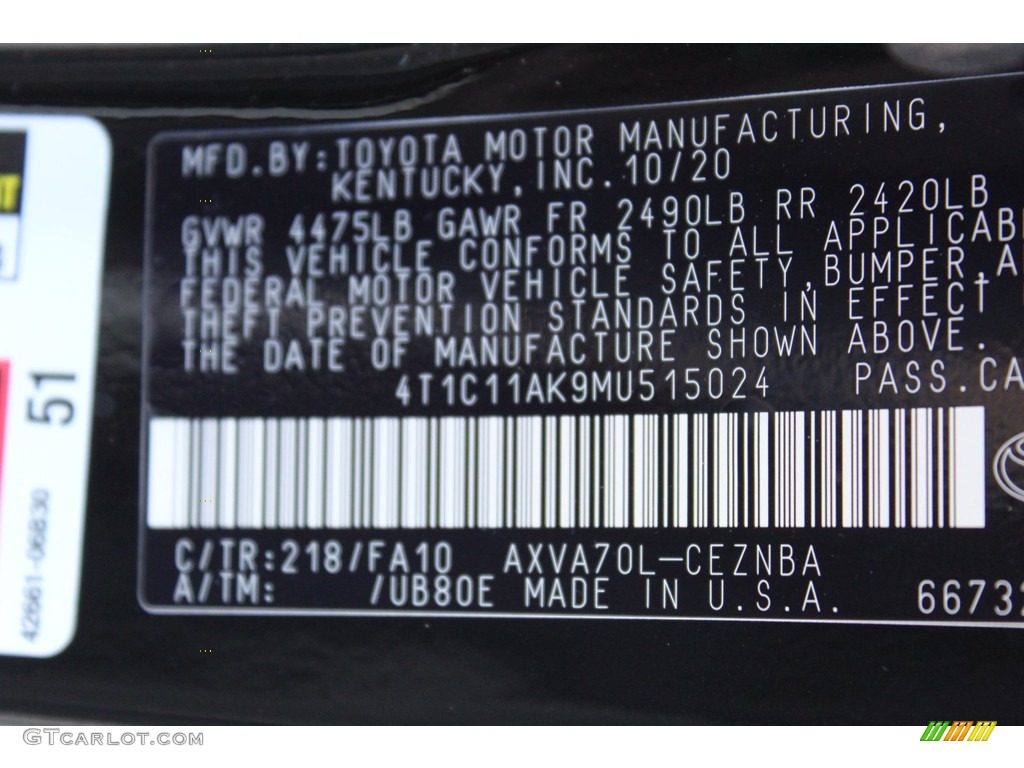 MFD.BY:TOYOTA MOTOR MANUFACTURING,
KENTUCKY,INC. 10/20
GVWR 4475LB GAWR FR 2490LB RR 2420LB
THIS VEHICLE CONFORMS TO ALL APPLICABL
FEDERAL MOTOR VEHICLE SAFETY,BUMPER,A
THEFT PREVENTION STANDARDS IN EFFECT
THE DATE OF MANUFACTURE SHOWN ABOVE.
4T1C11AK9MU515024 PASS.CA
C/TR:218/FA10 AXVA70L-CEZNBA
A/TM: /UB80E MADE IN U.S.A.
6673
51
42661-06830
GTCarLot.com